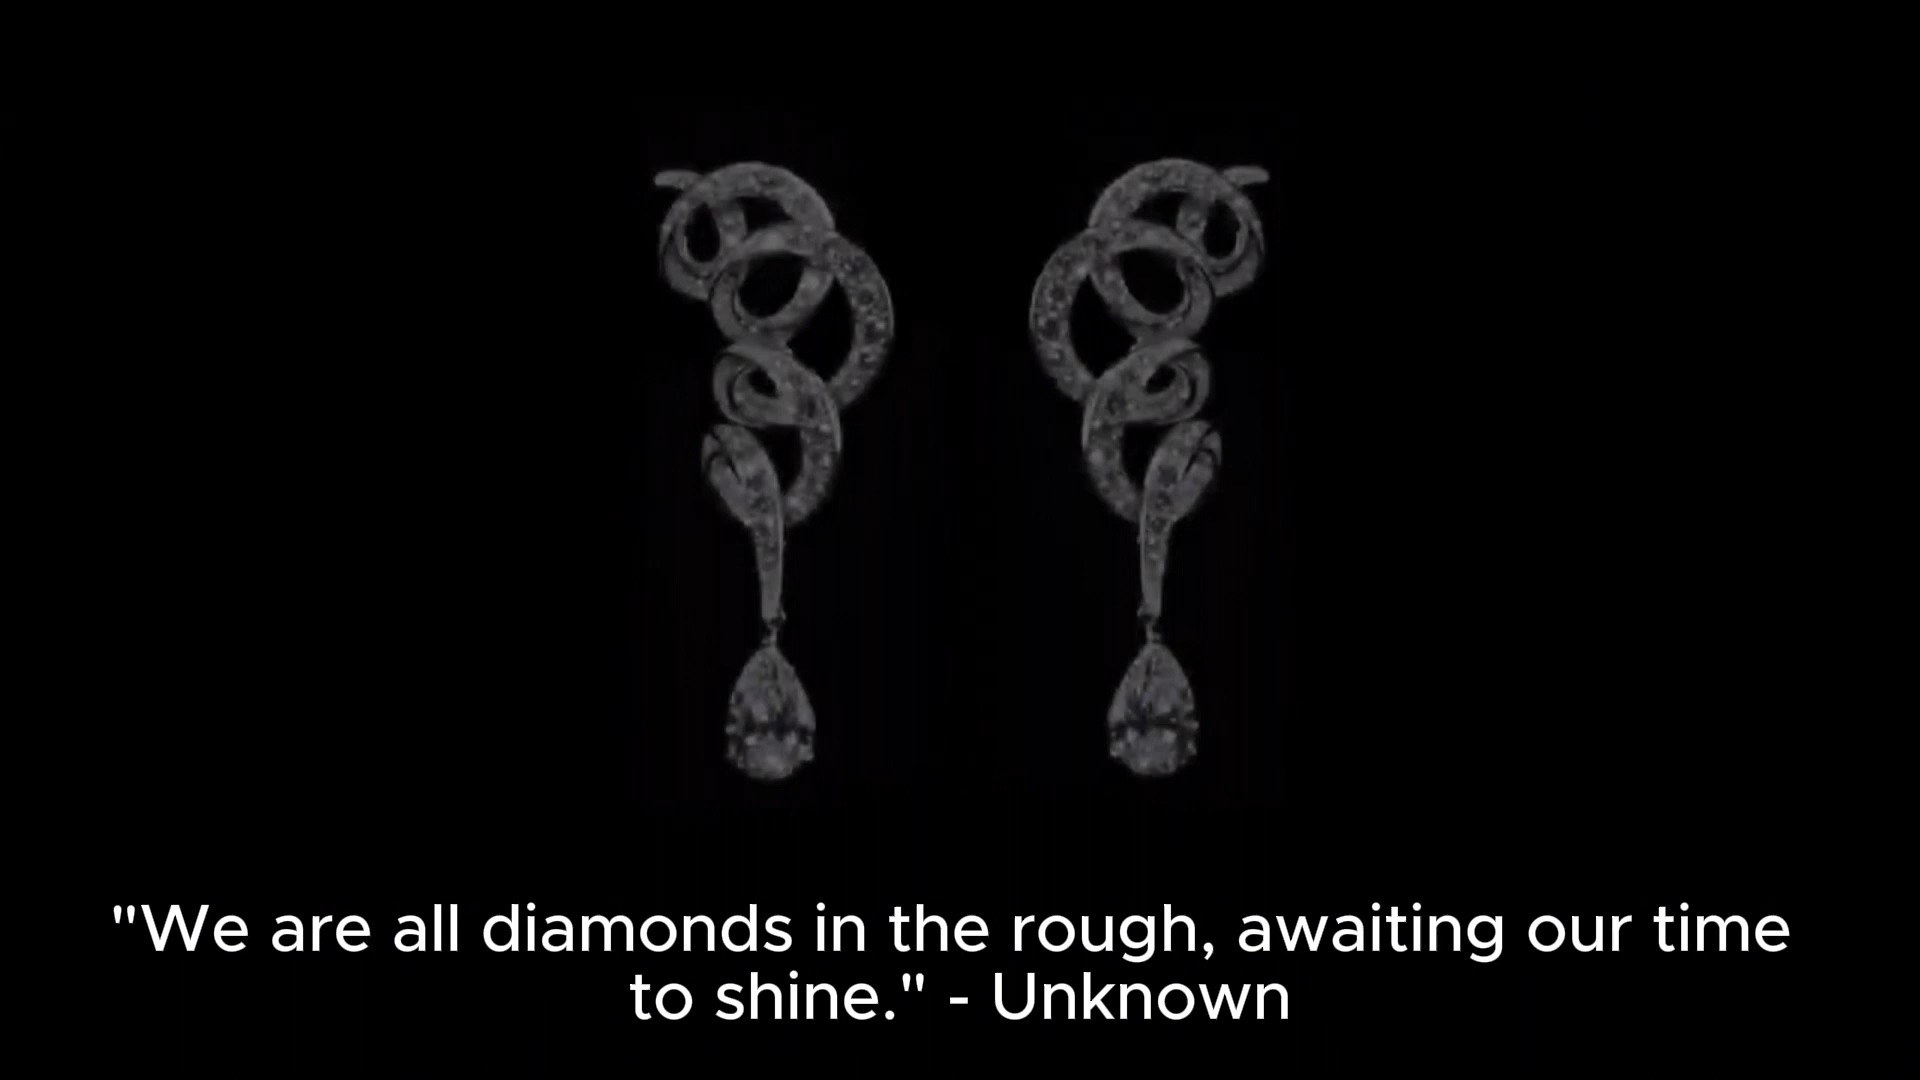 "We are all diamonds in the rough, awaiting our time
to shine." - Unknown